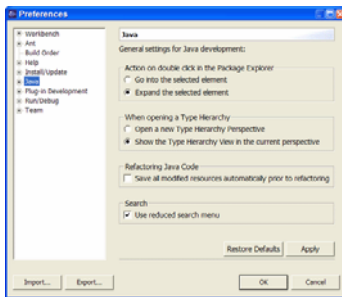 Preferences
Workbench
Ant
Build Order
Help
Install/Update
Java
Plug-in Development
Run/Debug
Team
Java
General settings for Java development:
Action on double click in the Package Explorer
Go into the selected element
Expand the selected element
When opening a Type Hierarchy
Open a new Type Hierarchy Perspective
Show the Type Hierarchy View in the current perspective
Refactoring Java Code
Save all modified resources automatically prior to refactoring
Search
Use reduced search menu
Restore Defaults Apply
Import... Export... OK Cancel